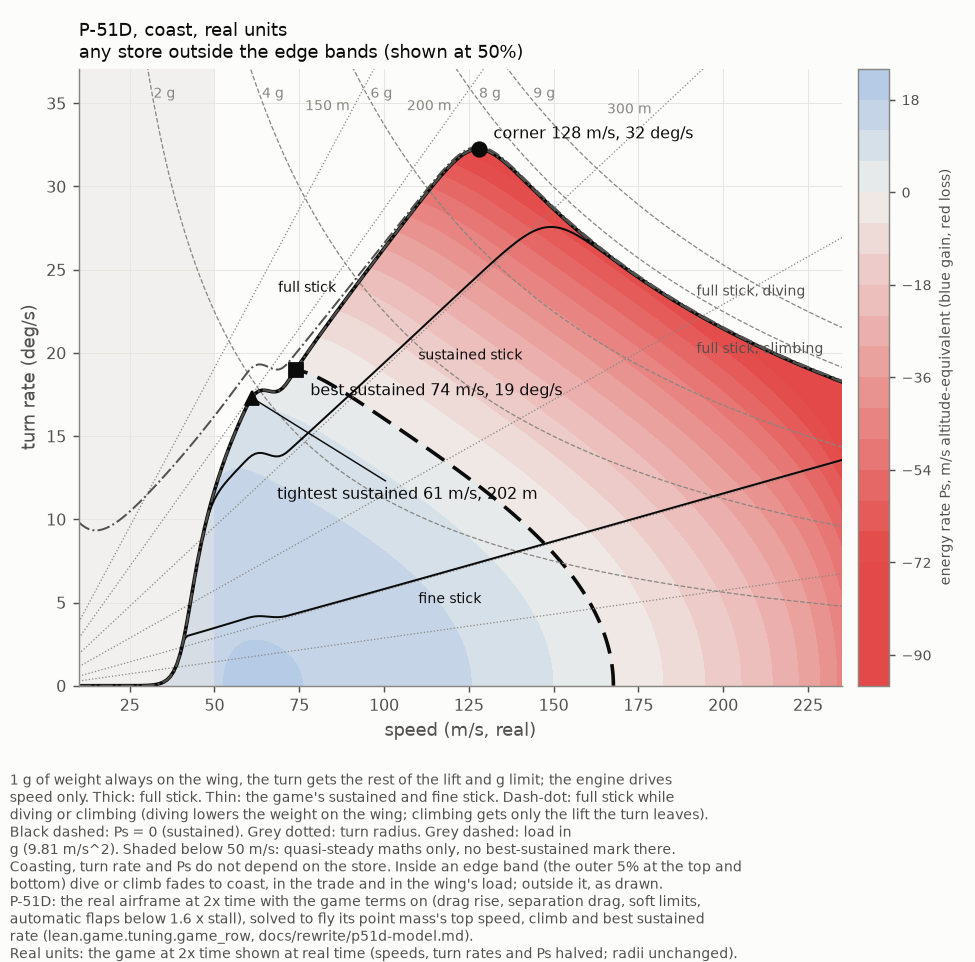 P-51D, coast, real units
any store outside the edge bands (shown at 50%)
2 g
4 g
6 g
8 g
9 g
150 m
200 m
300 m
corner 128 m/s, 32 deg/s
full stick
full stick, diving
sustained stick
full stick, climbing
best sustained 74 m/s, 19 deg/s
tightest sustained 61 m/s, 202 m
fine stick
35
30
25
20
15
10
5
0
turn rate (deg/s)
25
50
75
100
125
150
175
200
225
speed (m/s, real)
18
0
−18
−36
−54
−72
−90
energy rate Ps, m/s altitude-equivalent (blue gain, red loss)
1 g of weight always on the wing, the turn gets the rest of the lift and g limit; the engine drives
speed only. Thick: full stick. Thin: the game's sustained and fine stick. Dash-dot: full stick while
diving or climbing (diving lowers the weight on the wing; climbing gets only the lift the turn leaves).
Black dashed: Ps = 0 (sustained). Grey dotted: turn radius. Grey dashed: load in
g (9.81 m/s^2). Shaded below 50 m/s: quasi-steady maths only, no best-sustained mark there.
Coasting, turn rate and Ps do not depend on the store. Inside an edge band (the outer 5% at the top and
bottom) dive or climb fades to coast, in the trade and in the wing's load; outside it, as drawn.
P-51D: the real airframe at 2x time with the game terms on (drag rise, separation drag, soft limits,
automatic flaps below 1.6 x stall), solved to fly its point mass's top speed, climb and best sustained
rate (lean.game.tuning.game_row, docs/rewrite/p51d-model.md).
Real units: the game at 2x time shown at real time (speeds, turn rates and Ps halved; radii unchanged).